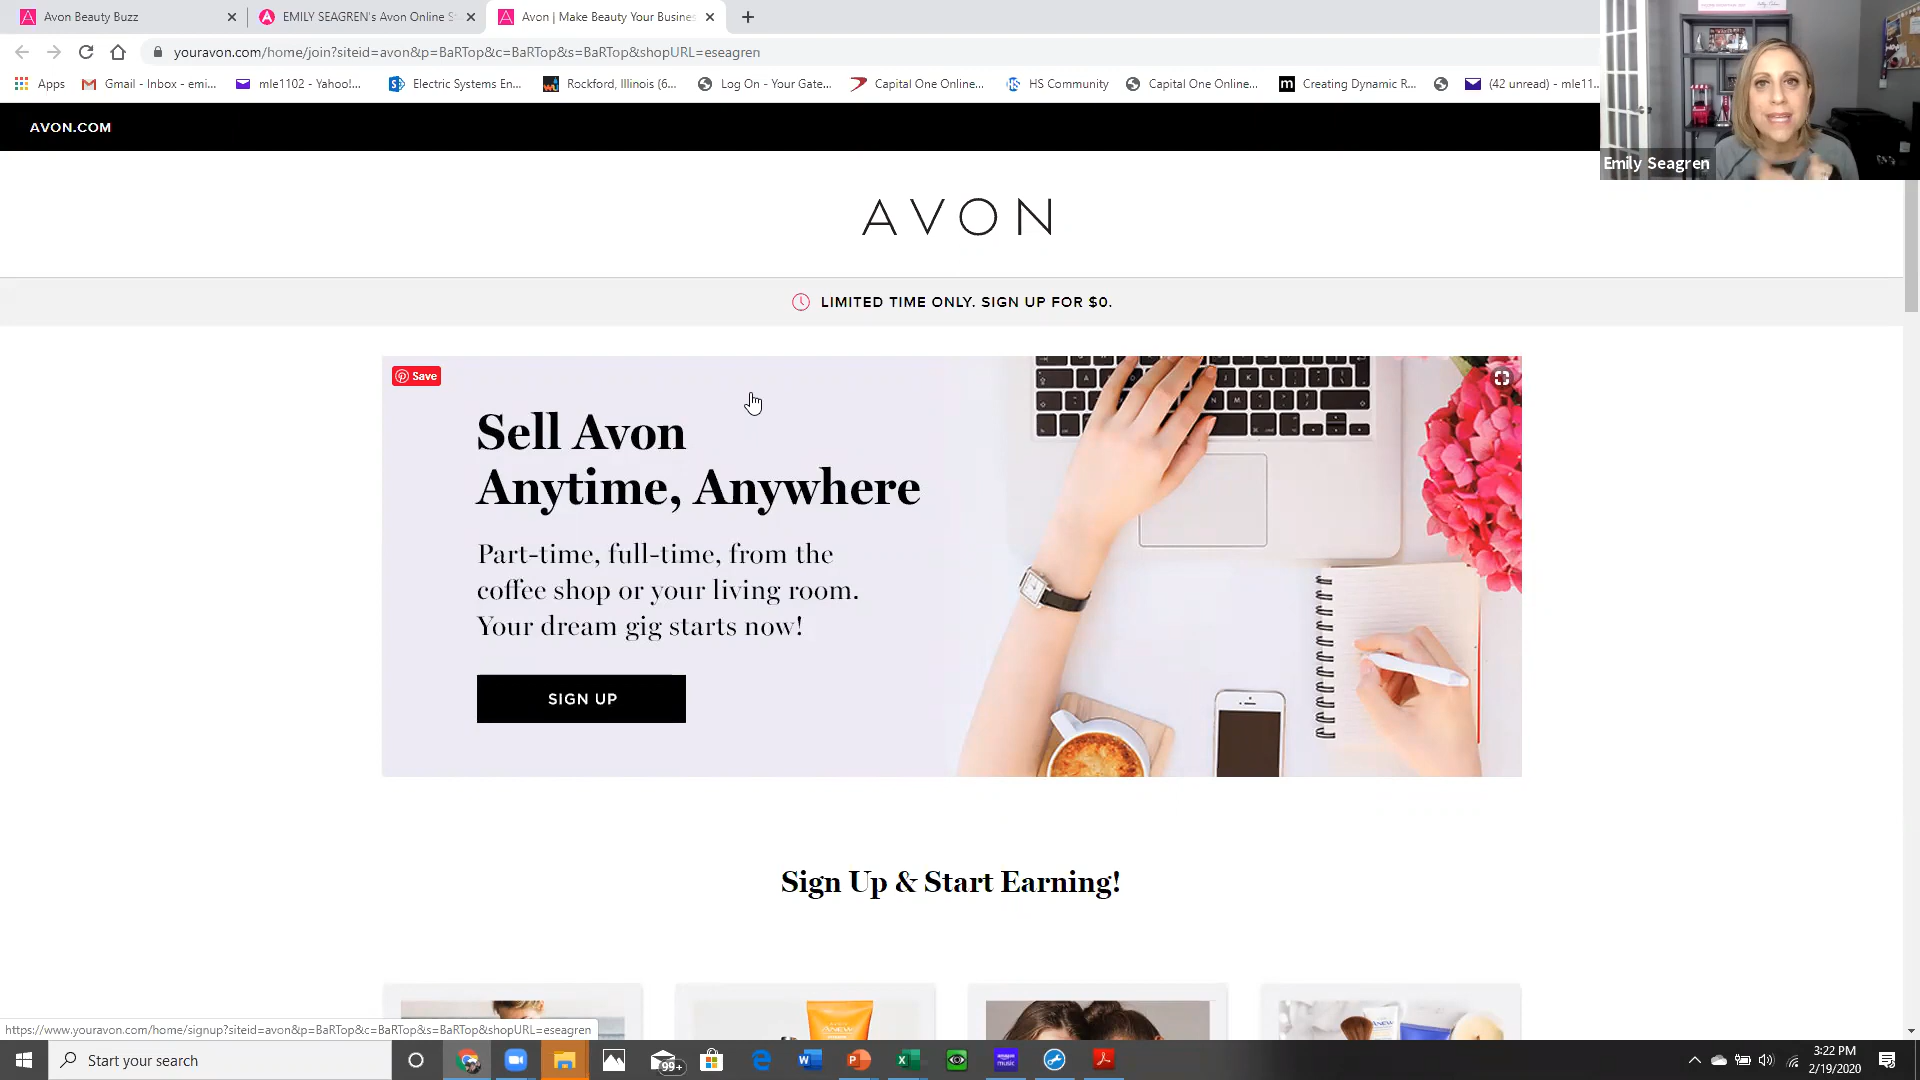 Avon Beauty Buzz
EMILY SEAGREN's Avon Online S
Avon | Make Beauty Your Busines
youravon.com/home/join?siteid=avon&p=BaRTop&c=BaRTop&s=BaRTop&shopURL=eseagren
Apps
Gmail - Inbox - emi...
mle1102 - Yahoo!...
Electric Systems En...
Rockford, Illinois (6...
Log On - Your Gate...
Capital One Online...
HS Community
Capital One Online...
Creating Dynamic R...
(42 unread) - mle11...
Emily Seagren
AVON.COM
AVON
LIMITED TIME ONLY. SIGN UP FOR $0.
Save
Sell Avon
Anytime, Anywhere
Part-time, full-time, from the
coffee shop or your living room.
Your dream gig starts now!
SIGN UP
Sign Up & Start Earning!
ANEW
ANEW
https://www.youravon.com/home/signup?siteid=avon&p=BaRTop&c=BaRTop&s=BaRTop&shopURL=eseagren
Start your search
99+
amazon music
3:22 PM
2/19/2020